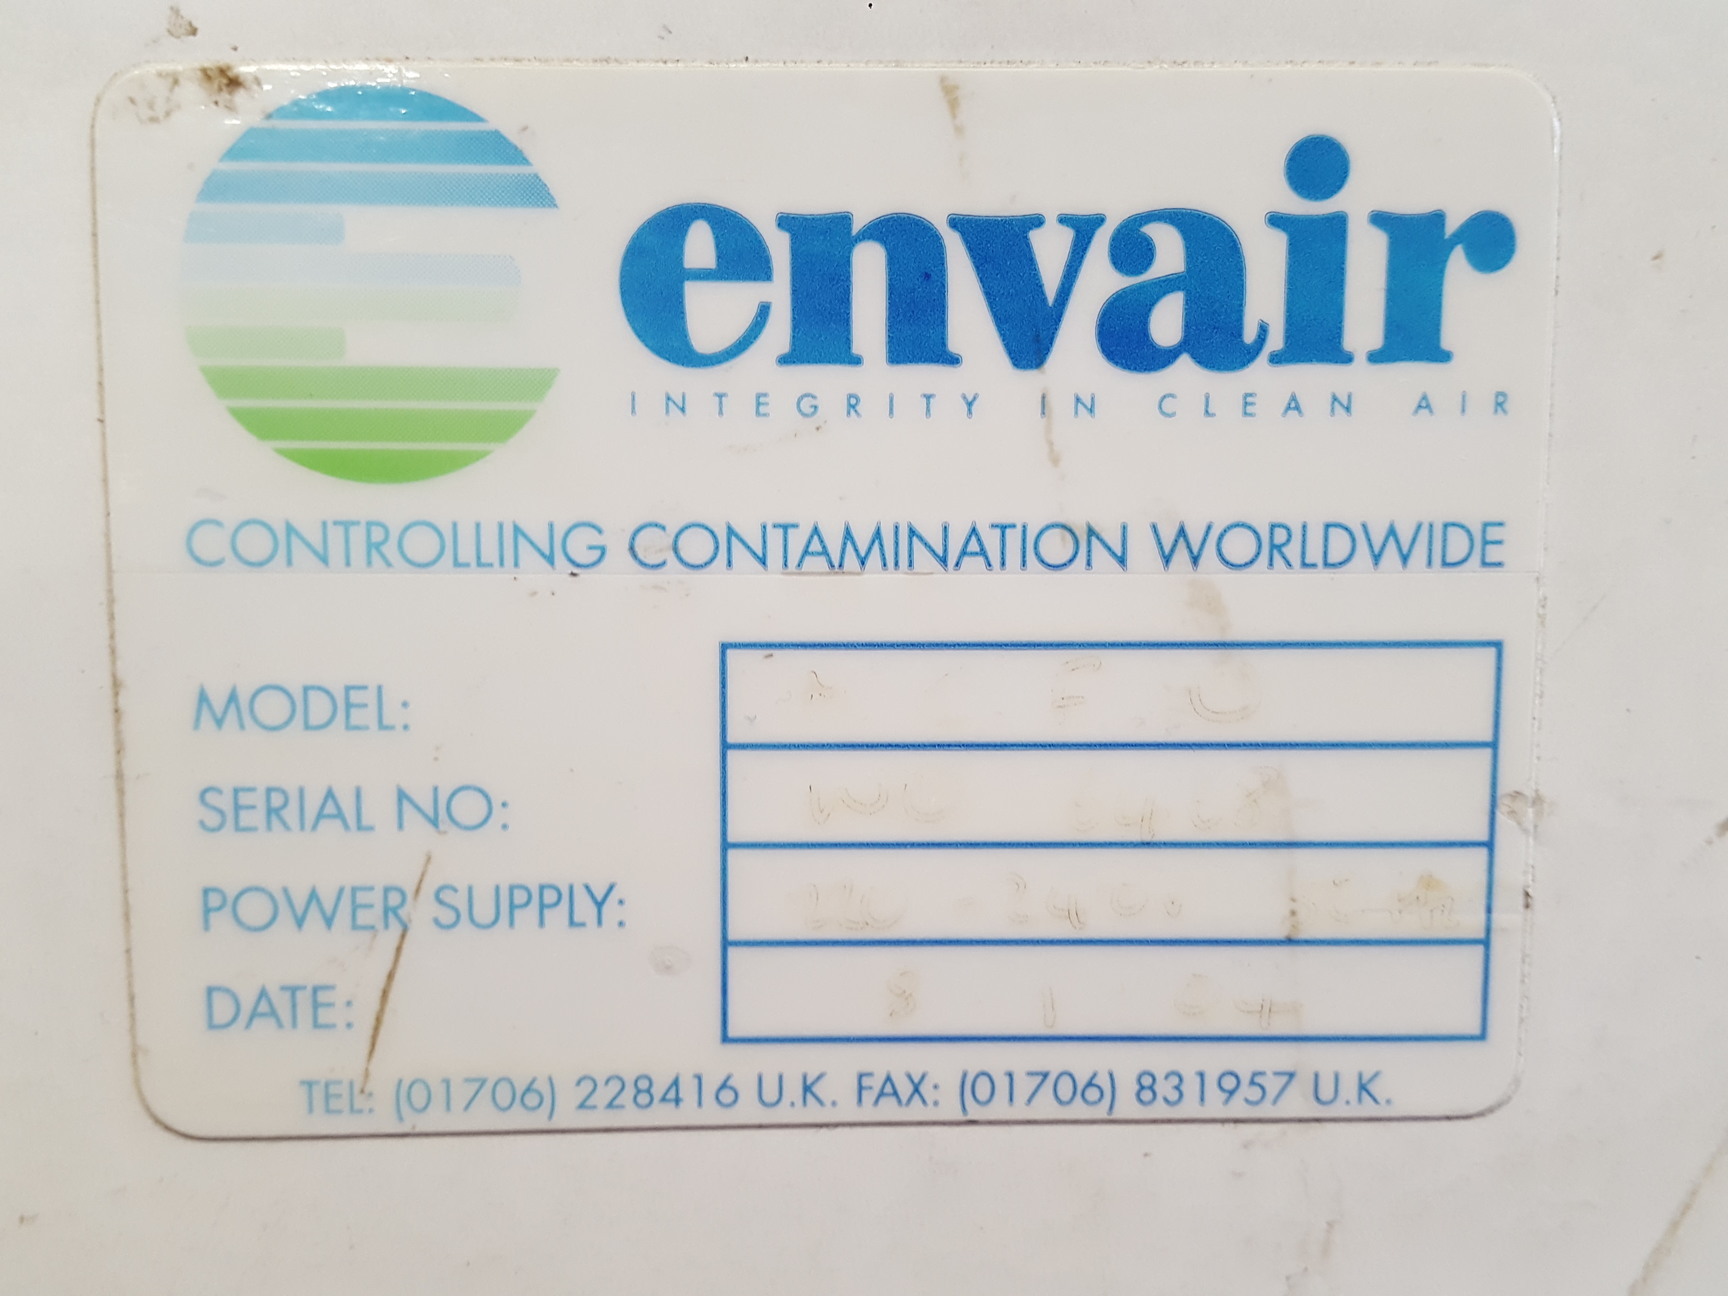 envair
INTEGRITY IN CLEAN AIR
CONTROLLING CONTAMINATION WORLDWIDE
MODEL:
SERIAL NO:
POWER SUPPLY:
DATE:
TEL: (01706) 228416 U.K. FAX: (01706) 831957 U.K.